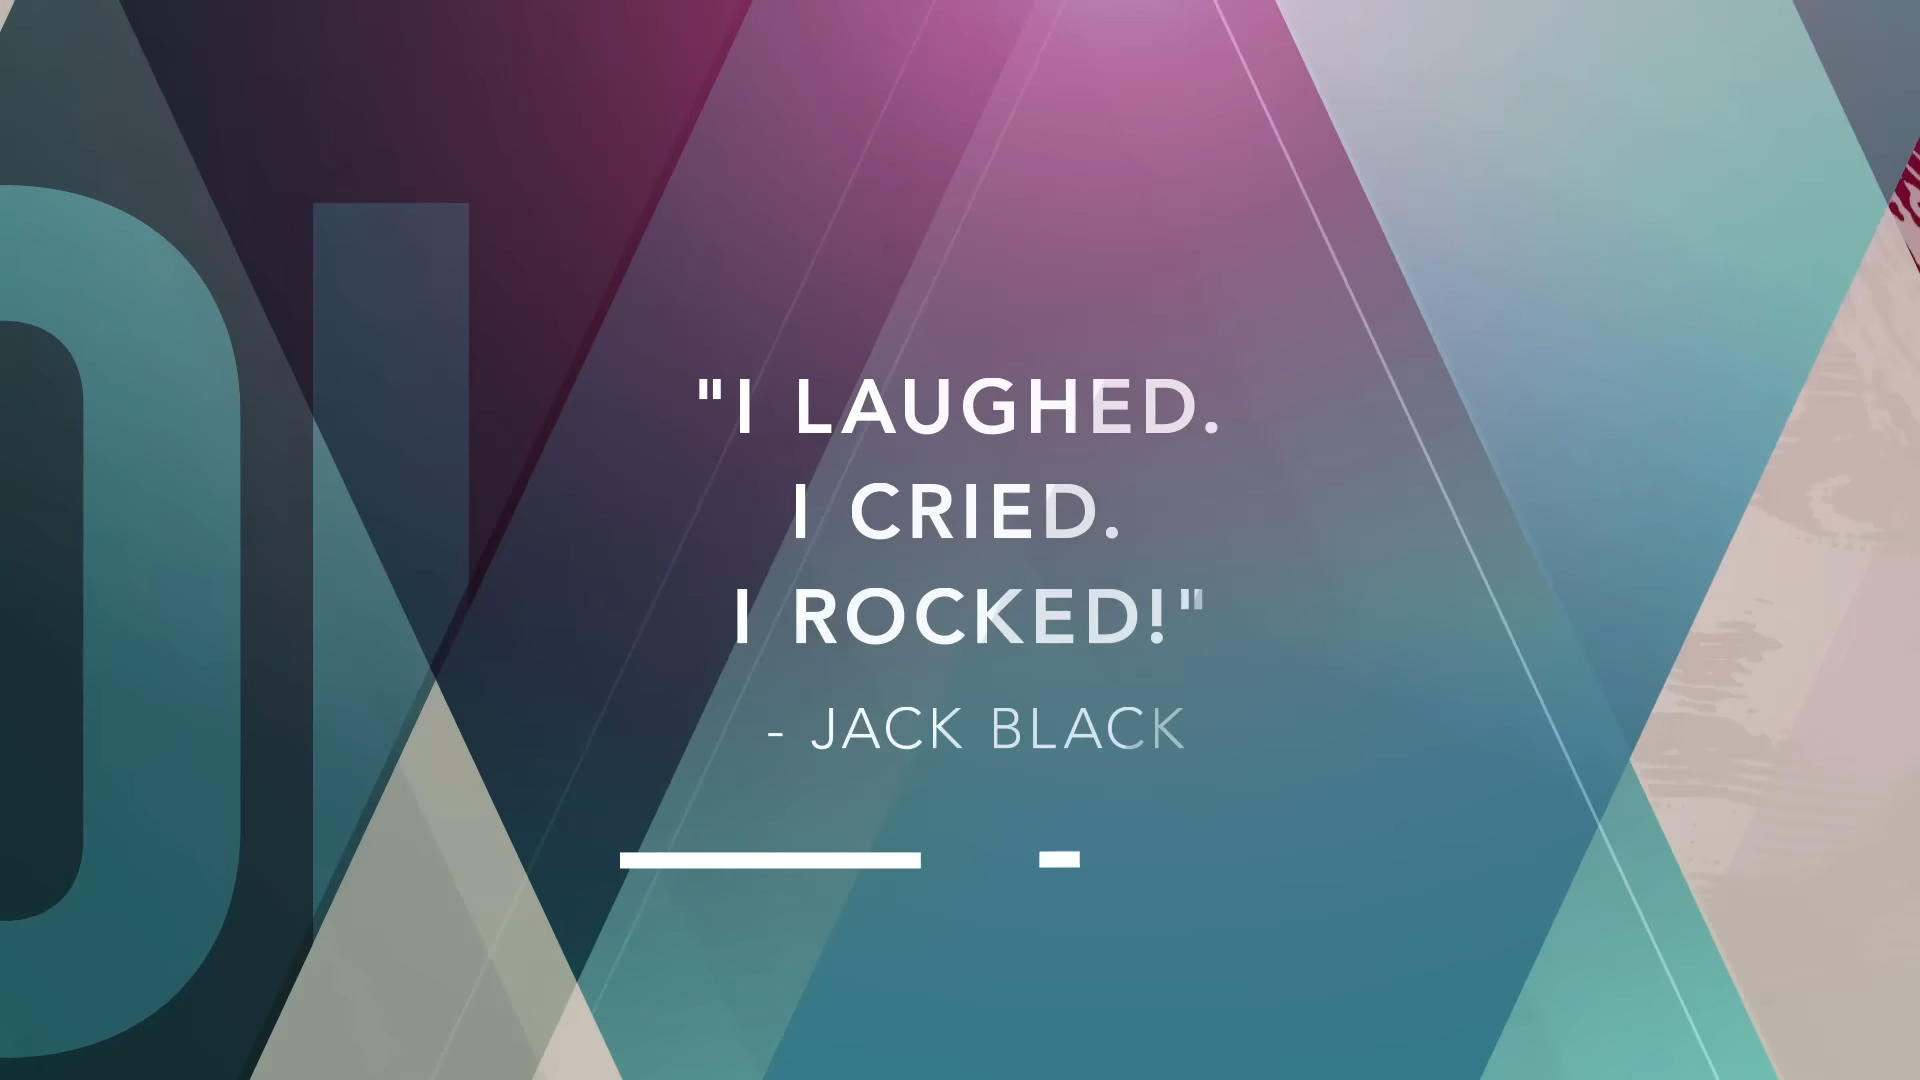 "I LAUGHED.
I CRIED.
I ROCKED!"
- JACK BLACK